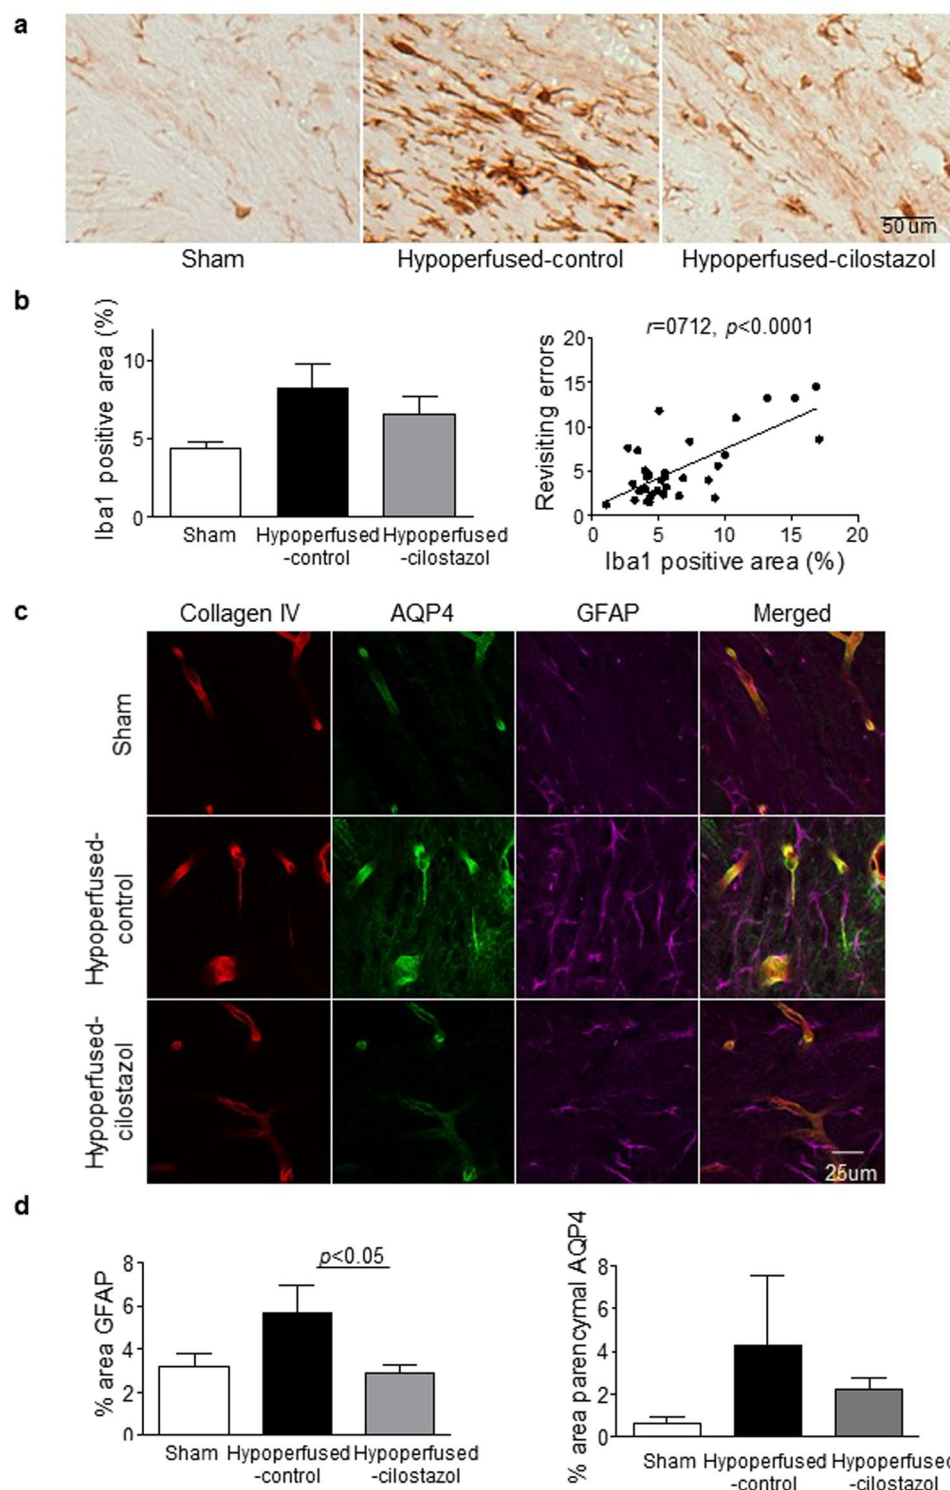 a
50 um
Sham Hypoperfused-control Hypoperfused-cilostazol
b
Iba1 positive area (%)
10
5
0
Sham Hypoperfused Hypoperfused
-control -cilostazol
r=0712, p<0.0001
Revisiting errors
20
15
10
5
0
0 5 10 15 20
Iba1 positive area (%)
c
Collagen IV AQP4 GFAP Merged
Sham
Hypoperfused-
control
Hypoperfused-
cilostazol
25um
d
% area GFAP
8
6
4
2
0
p<0.05
Sham Hypoperfused Hypoperfused
-control -cilostazol
% area parencymal AQP4
8
6
4
2
0
Sham Hypoperfused Hypoperfused
-control -cilostazol